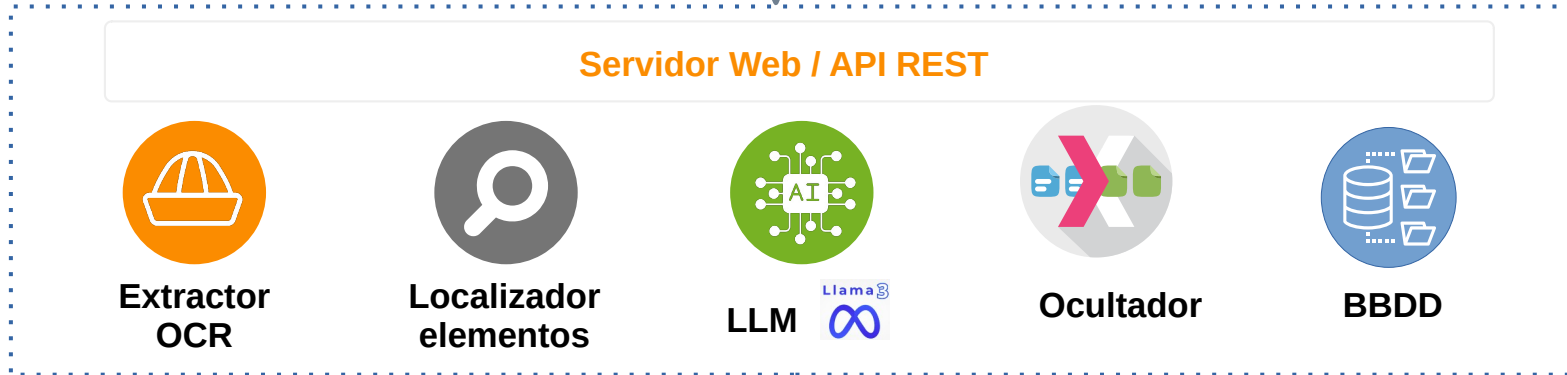 Servidor Web / API REST
AI
Extractor
OCR
Localizador
elementos
Llama 3
LLM
Ocultador
BBDD